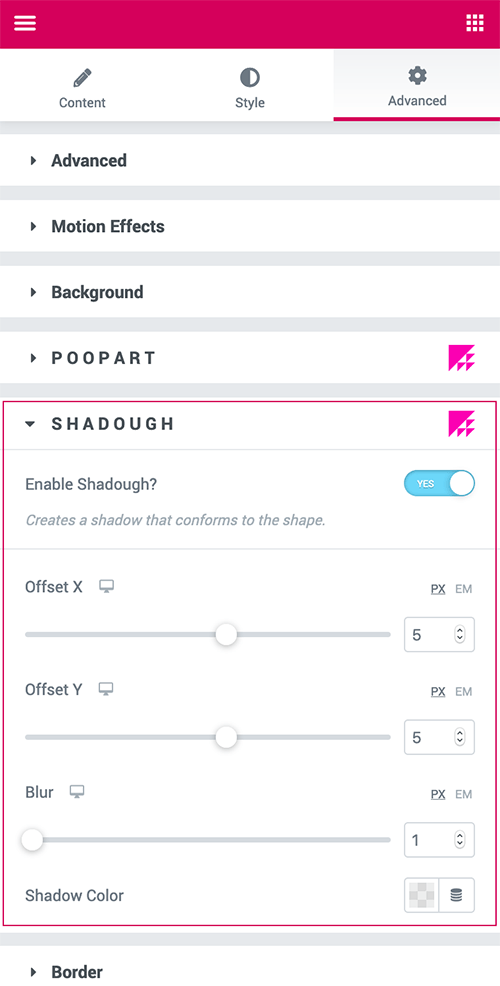 Content Style Advanced
Advanced
Motion Effects
Background
POOPART
SHADOUGH
Enable Shadough? YES
Creates a shadow that conforms to the shape.
Offset X PX EM
5
Offset Y PX EM
5
Blur PX EM
1
Shadow Color
Border